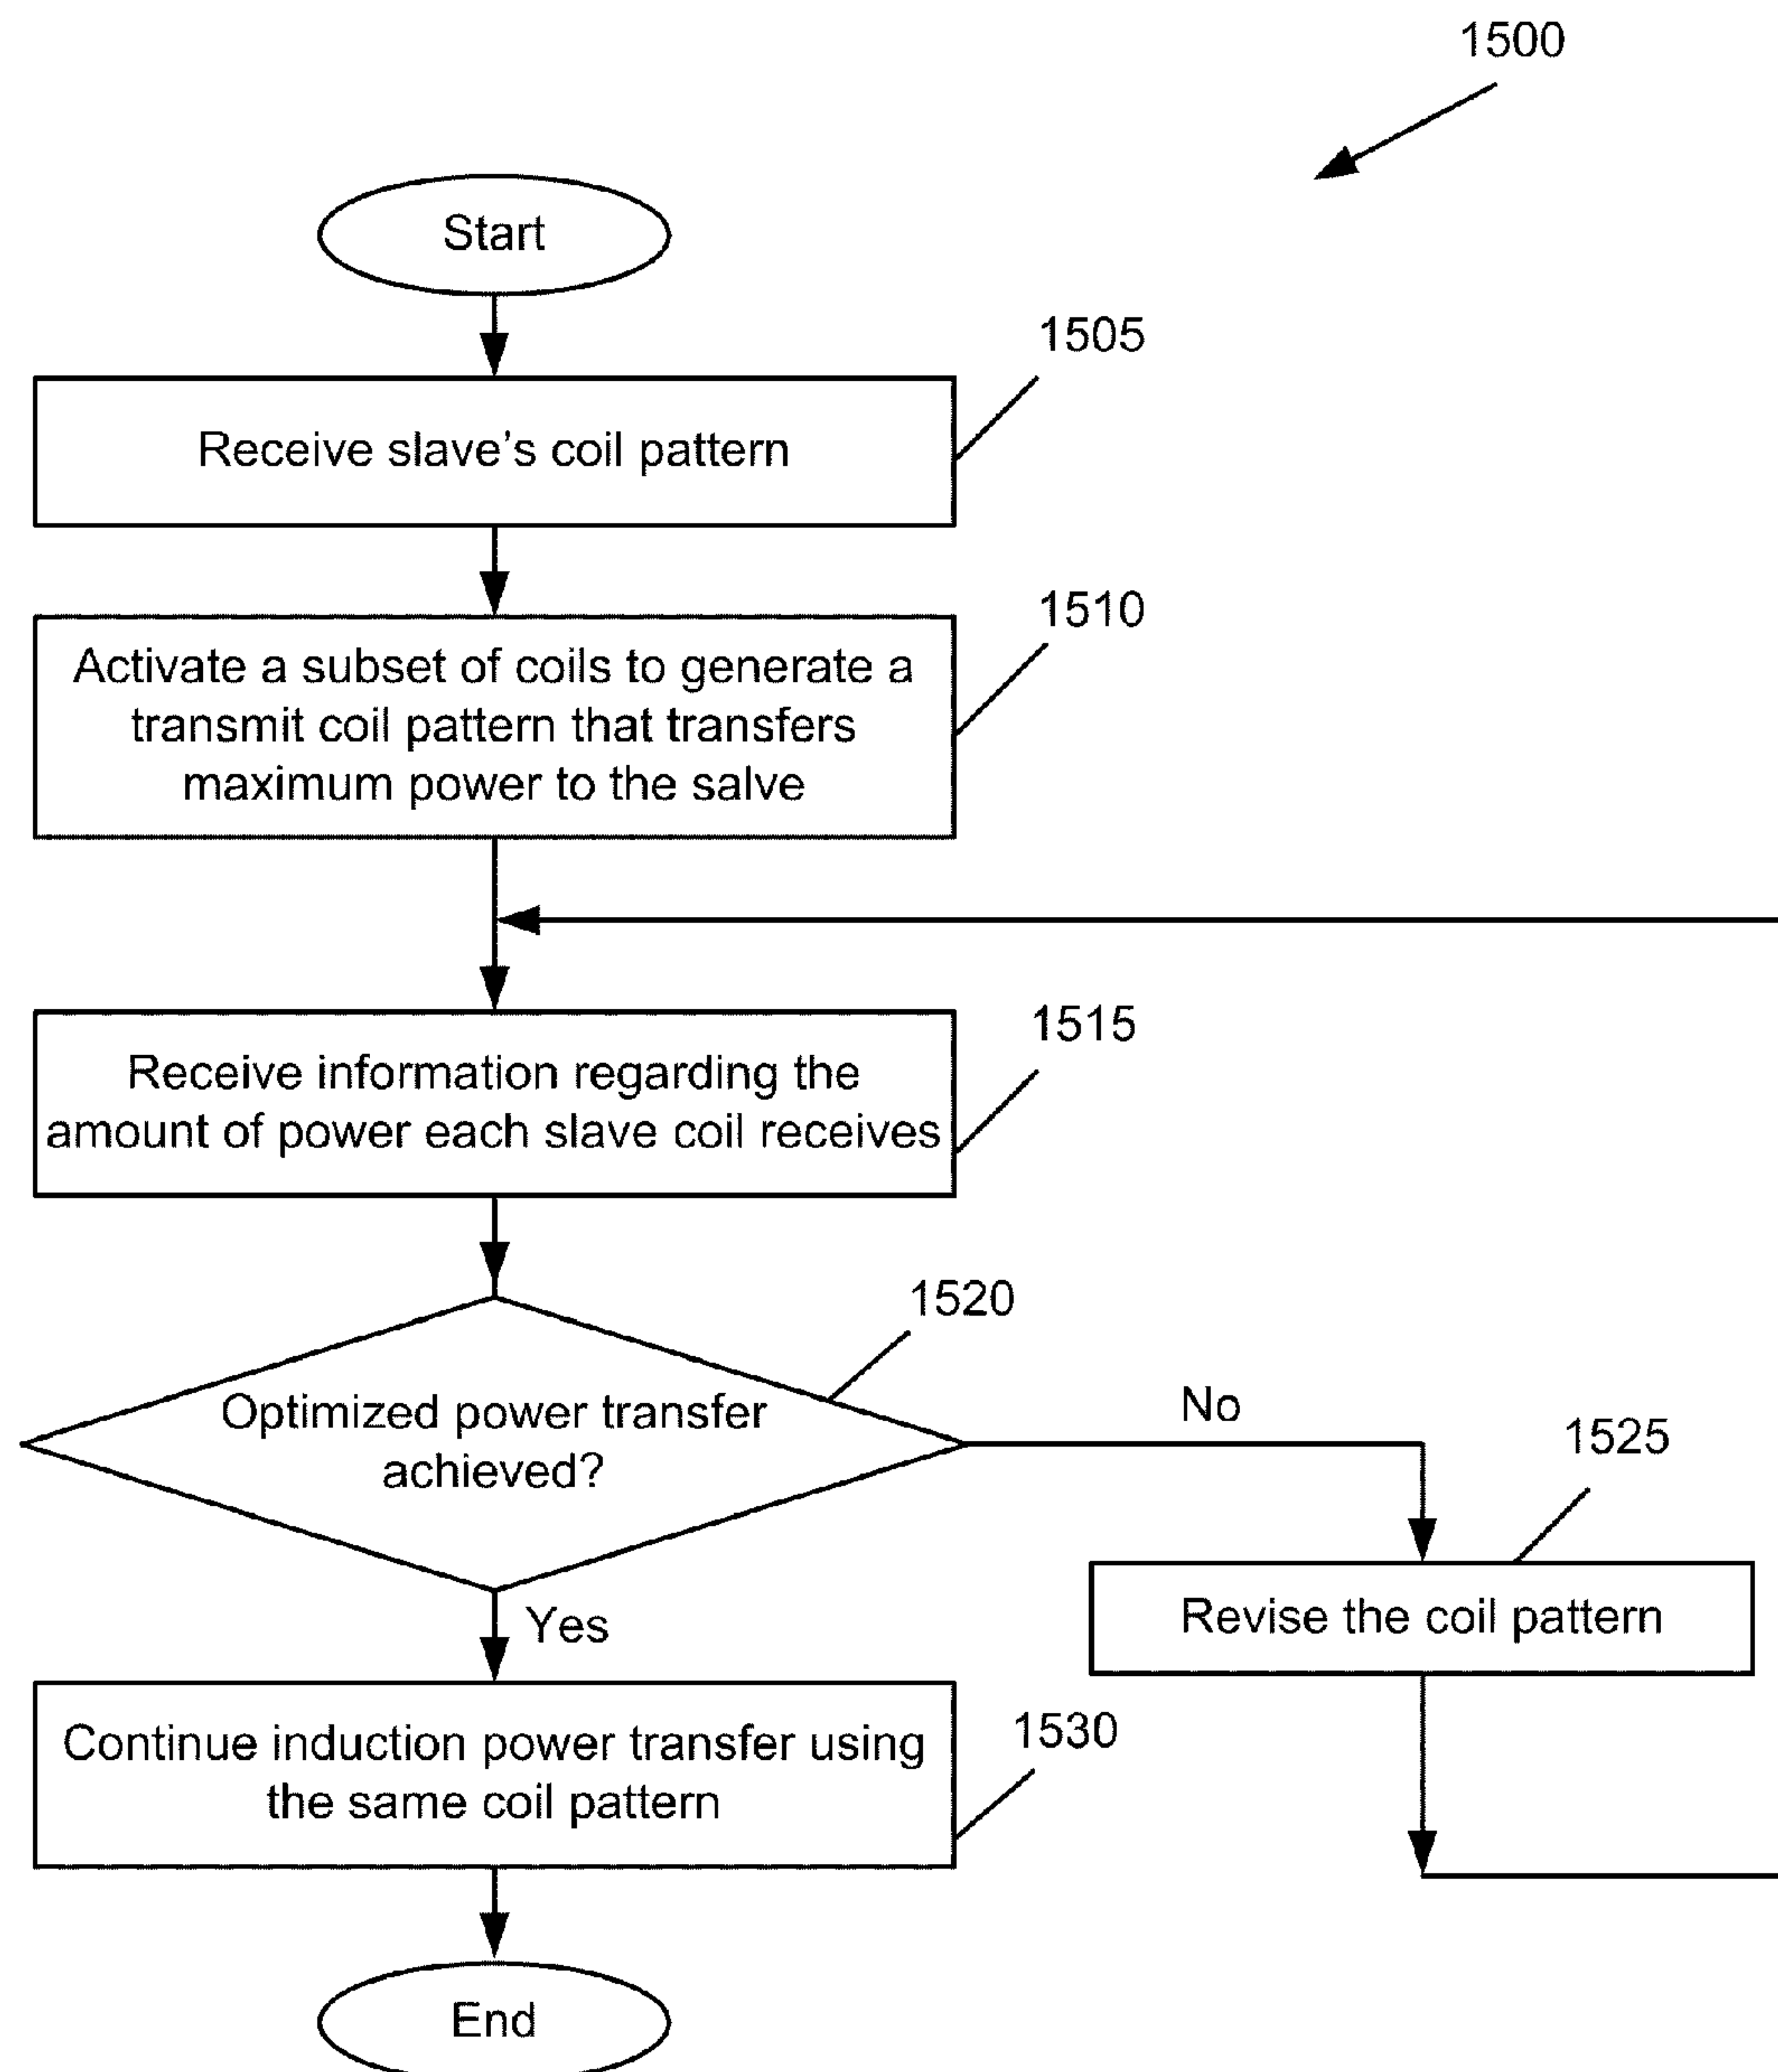 1500
Start
1505
Receive slave's coil pattern
1510
Activate a subset of coils to generate a
transmit coil pattern that transfers
maximum power to the salve
1515
Receive information regarding the
amount of power each slave coil receives
1520
Optimized power transfer
achieved?
No
1525
Revise the coil pattern
Yes
1530
Continue induction power transfer using
the same coil pattern
End